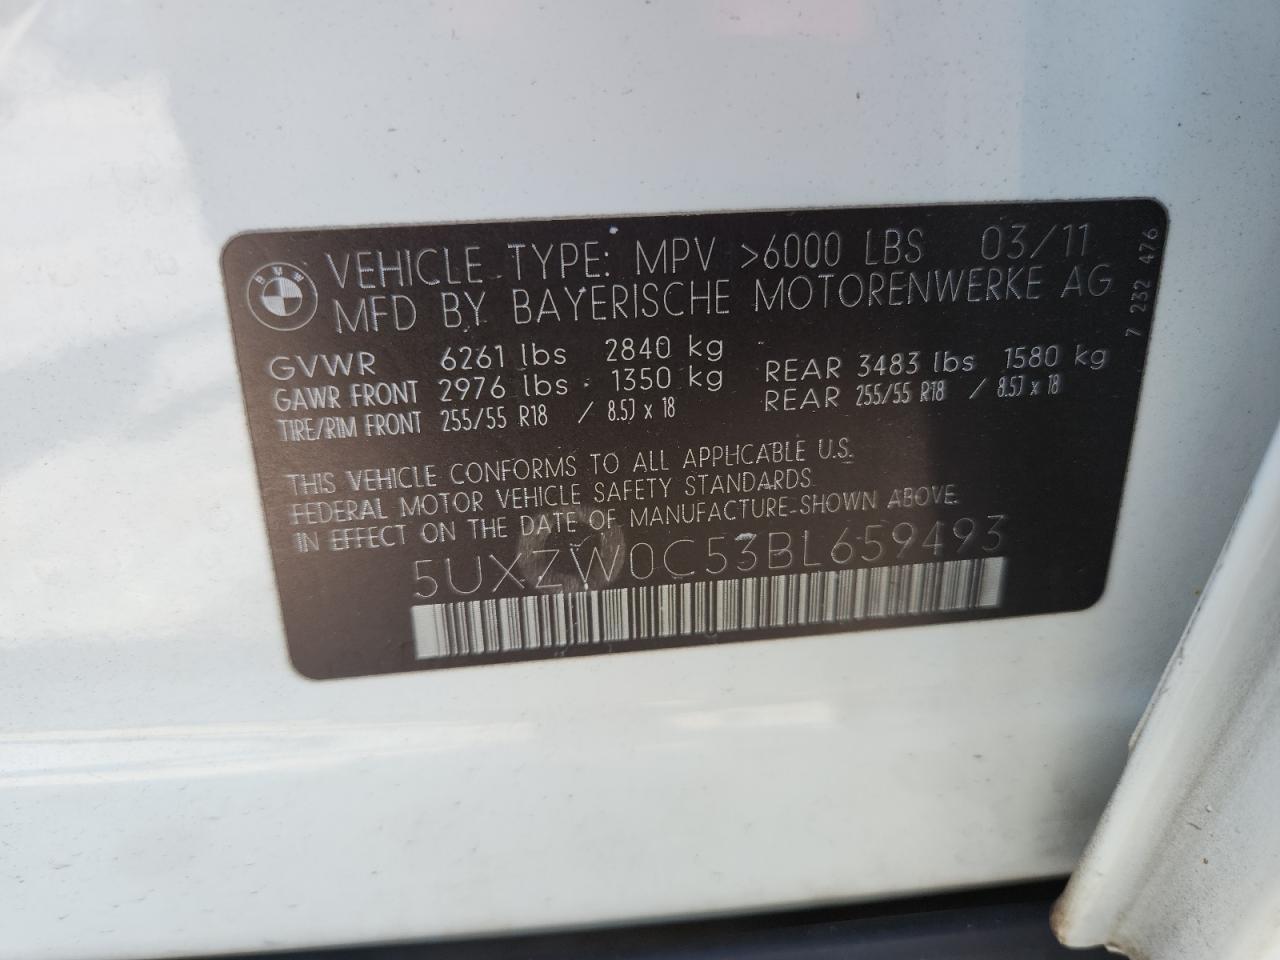 BMW
VEHICLE TYPE: MPV >6000 LBS 03/11
MFD BY BAYERISCHE MOTORENWERKE AG
7 232 476
GVWR 6261 lbs 2840 kg
GAWR FRONT 2976 lbs 1350 kg REAR 3483 lbs 1580 kg
TIRE/RIM FRONT 255/55 R18 / 8.5J x 18 REAR 255/55 R18 / 8.5J x 18
THIS VEHICLE CONFORMS TO ALL APPLICABLE U.S.
FEDERAL MOTOR VEHICLE SAFETY STANDARDS
IN EFFECT ON THE DATE OF MANUFACTURE SHOWN ABOVE.
5UXZW0C53BL659493